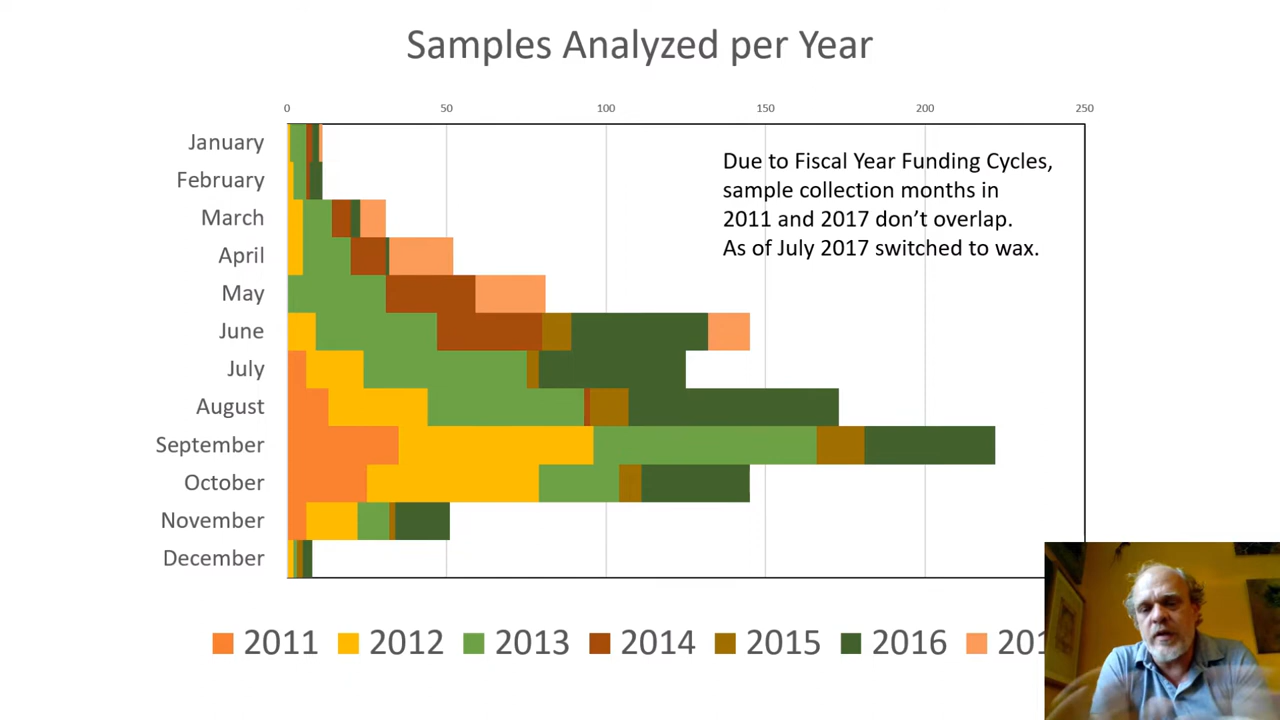 Samples Analyzed per Year
0 50 100 150 200 250
January
February
March
April
May
June
July
August
September
October
November
December
Due to Fiscal Year Funding Cycles,
sample collection months in
2011 and 2017 don’t overlap.
As of July 2017 switched to wax.
2011 2012 2013 2014 2015 2016